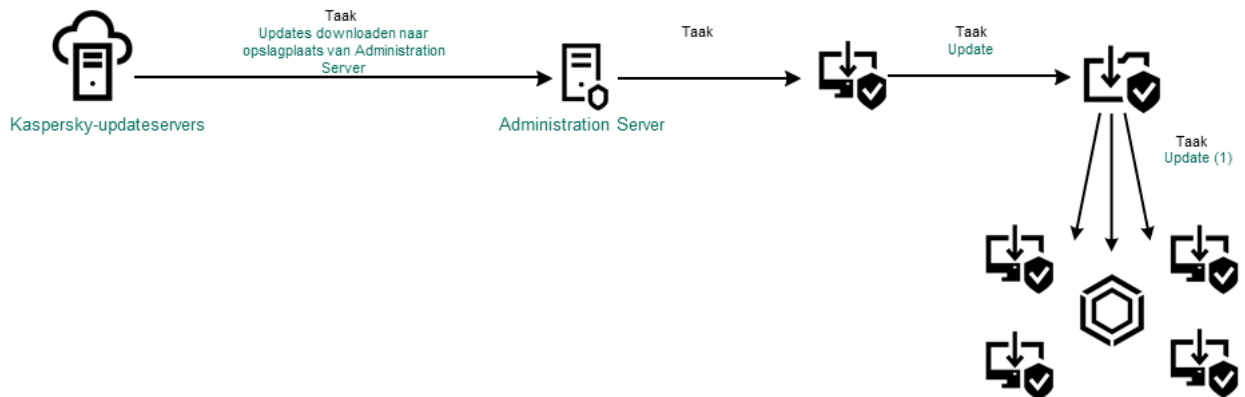 Taak
Updates downloaden naar
opslagplaats van Administration
Server
Taak
Taak
Update
Kaspersky-updateservers
Administration Server
Taak
Update (1)